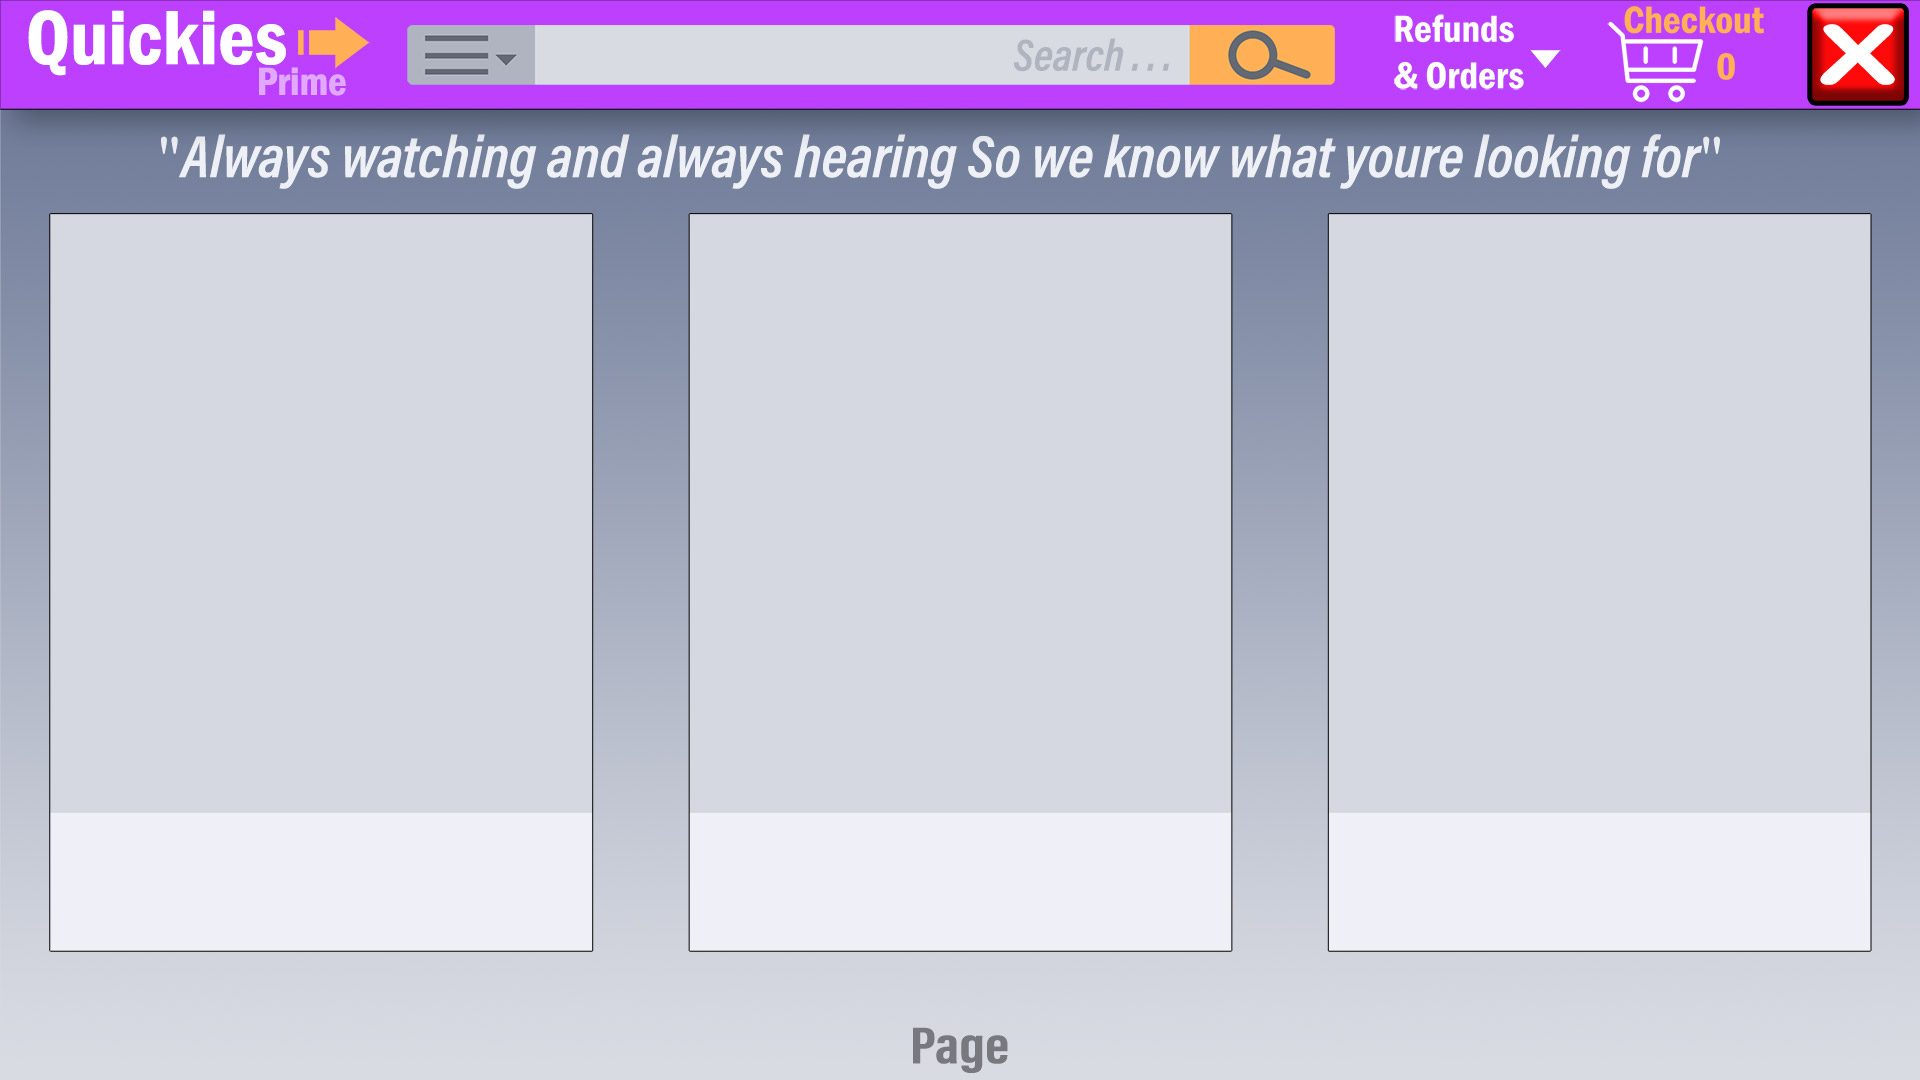 Quickies
Prime
Search . . .
Refunds
& Orders
Checkout
0
"Always watching and always hearing So we know what youre looking for"
Page